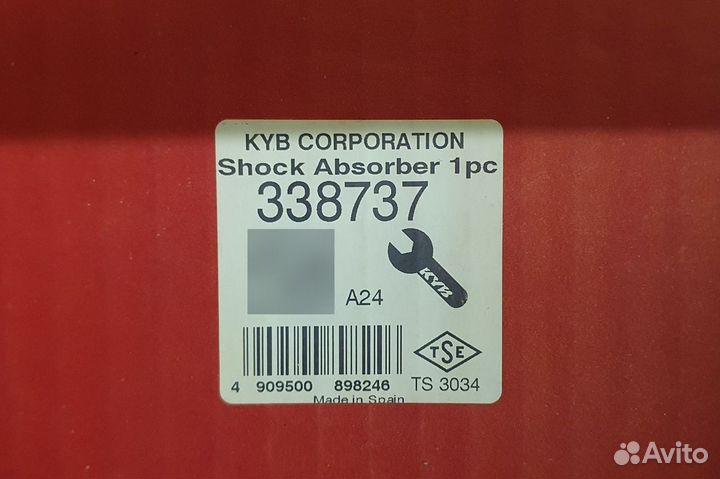 KYB CORPORATION
Shock Absorber 1pc
338737
A24
KYB
TSE
4 909500 898246
TS 3034
Made in Spain
Avito